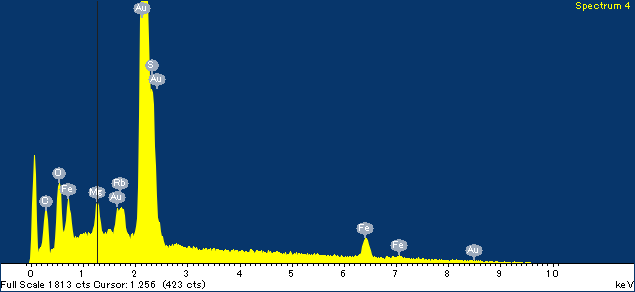 Spectrum 4
Au
S
Au
O
Fe
C
Mg
Rb
Au
Fe
Fe
Au
0 1 2 3 4 5 6 7 8 9 10
Full Scale 1813 cts Cursor: 1.256 (423 cts) keV